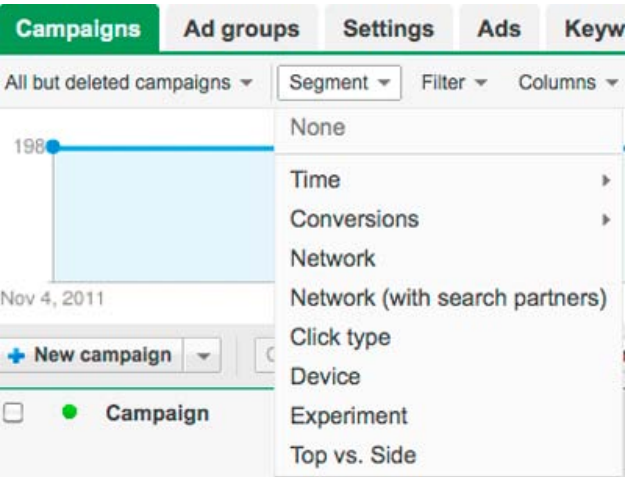 Campaigns Ad groups Settings Ads Keyw
All but deleted campaigns Segment Filter Columns
None
198
Time
Conversions
Network
Nov 4, 2011 Network (with search partners)
Click type
New campaign
Device
Campaign Experiment
Top vs. Side